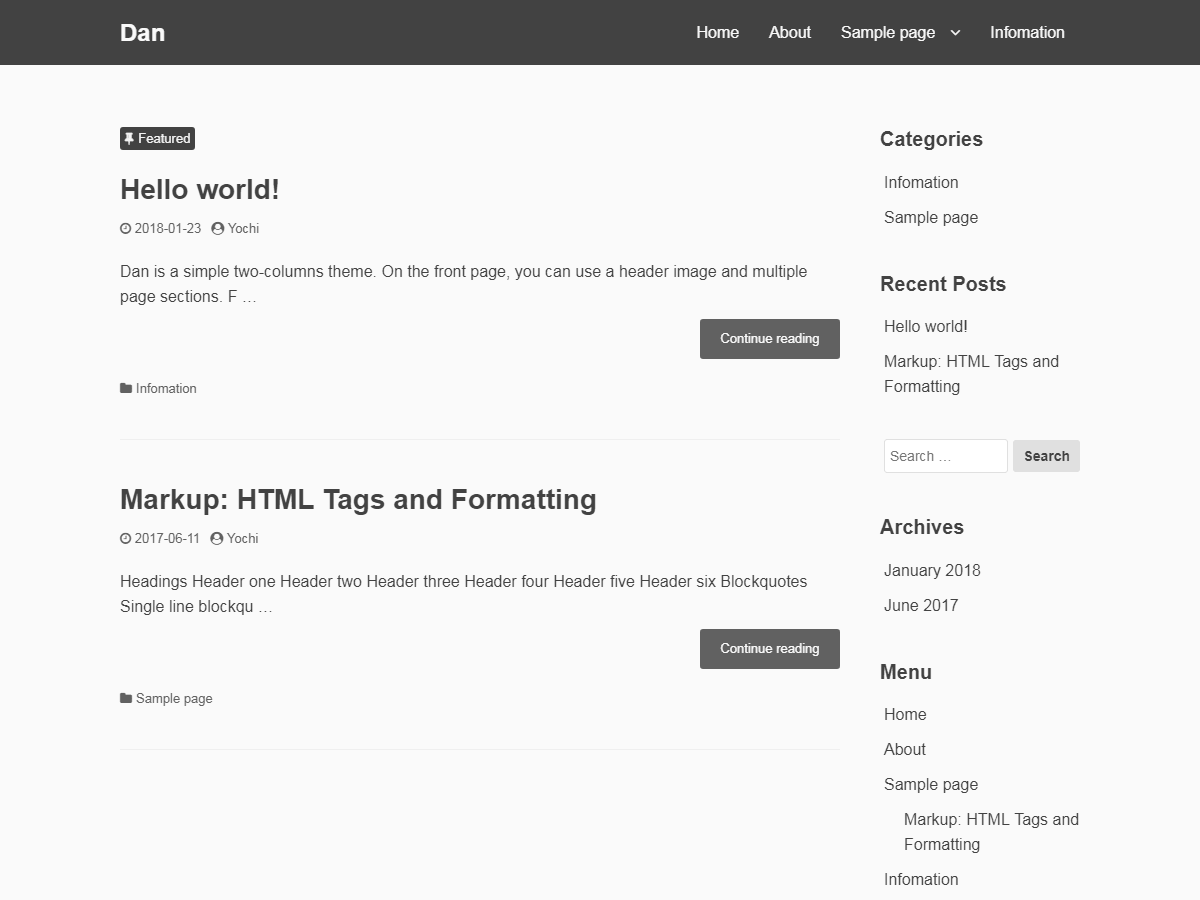 Dan
Home About Sample page Infomation
Featured
Hello world!
2018-01-23 Yochi
Dan is a simple two-columns theme. On the front page, you can use a header image and multiple
page sections. F …
Continue reading
Infomation
Markup: HTML Tags and Formatting
2017-06-11 Yochi
Headings Header one Header two Header three Header four Header five Header six Blockquotes
Single line blockqu …
Continue reading
Sample page
Categories
Infomation
Sample page
Recent Posts
Hello world!
Markup: HTML Tags and
Formatting
Search … Search
Archives
January 2018
June 2017
Menu
Home
About
Sample page
Markup: HTML Tags and
Formatting
Infomation